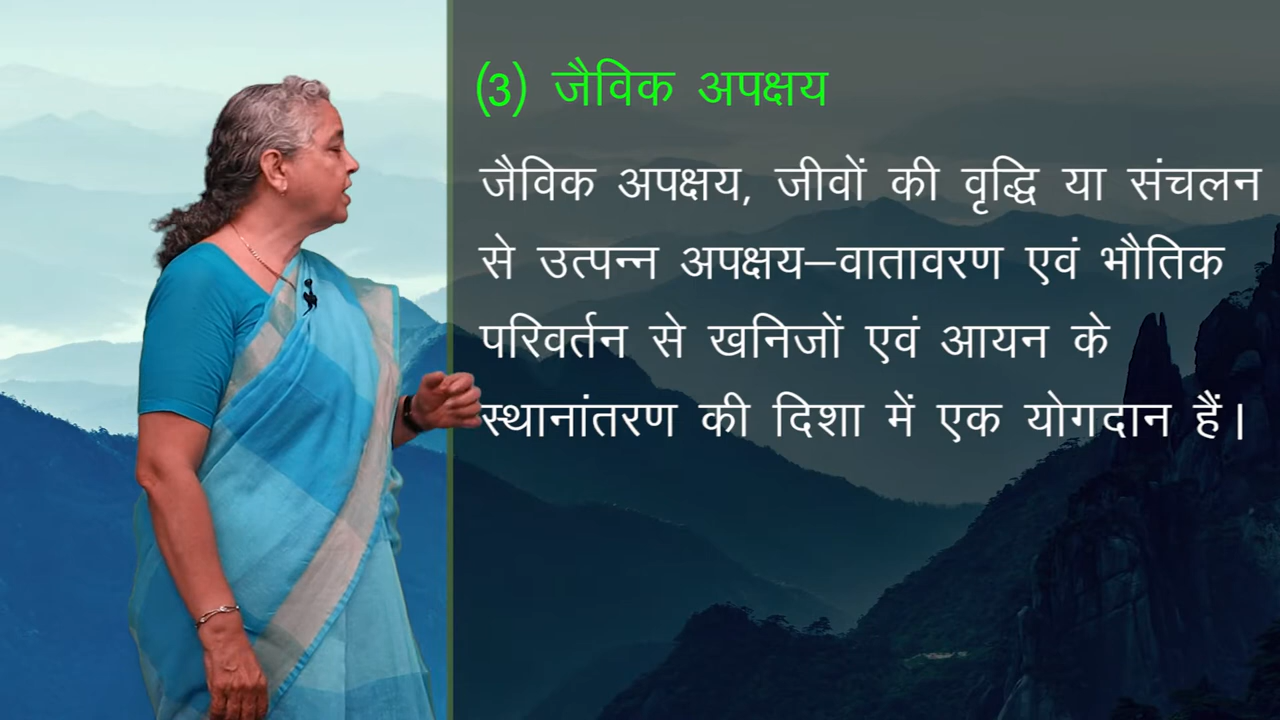 (3) जैविक अपक्षय
जैविक अपक्षय, जीवों की वृद्धि या संचलन
से उत्पन्न अपक्षय–वातावरण एवं भौतिक
परिवर्तन से खनिजों एवं आयन के
स्थानांतरण की दिशा में एक योगदान हैं।